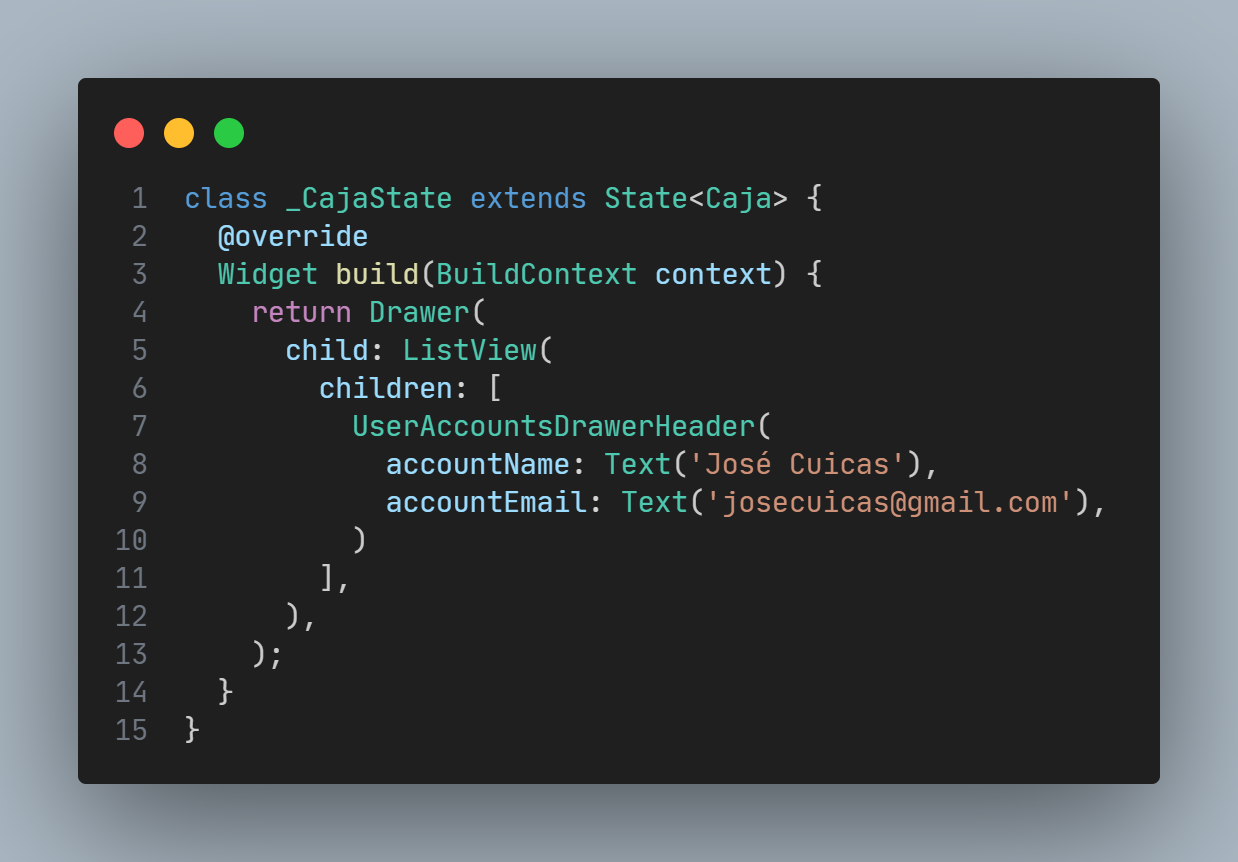 1 class _CajaState extends State<Caja> {
2   @override
3   Widget build(BuildContext context) {
4     return Drawer(
5       child: ListView(
6         children: [
7           UserAccountsDrawerHeader(
8             accountName: Text('José Cuicas'),
9             accountEmail: Text('josecuicas@gmail.com'),
10           )
11         ],
12       ),
13     );
14   }
15 }